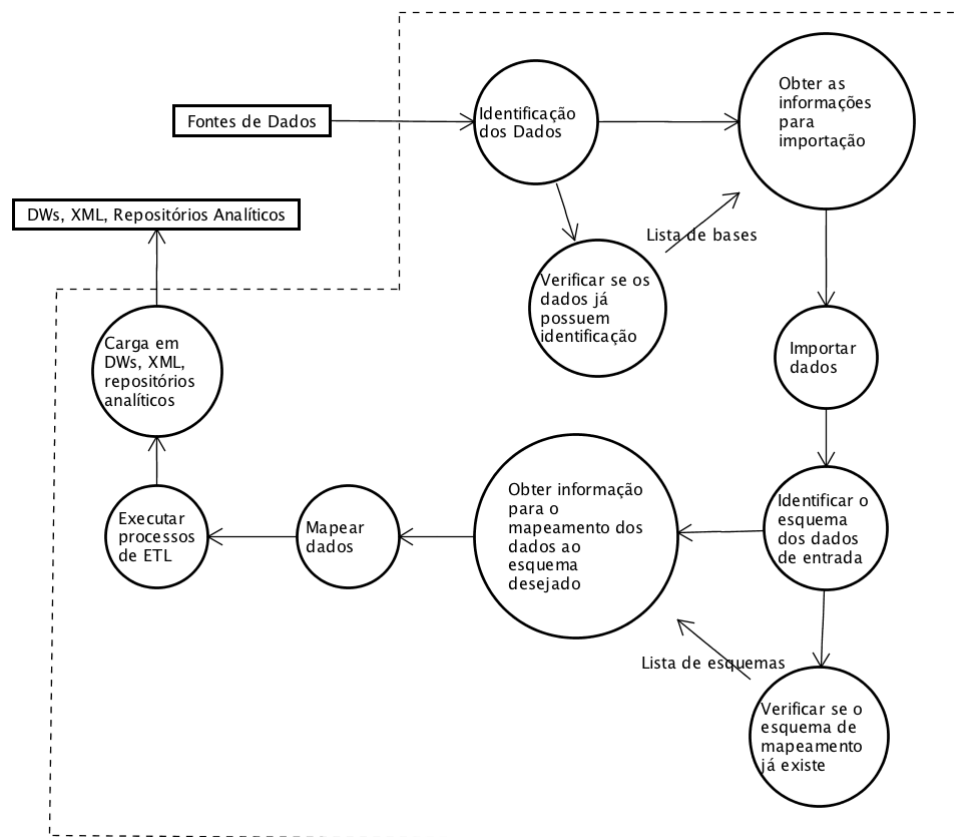 Fontes de Dados
Identificação
dos Dados
Obter as
informações
para
importação
DWs, XML, Repositórios Analíticos
Lista de bases
Verificar se os
dados já
possuem
identificação
Carga em
DWs, XML,
repositórios
analíticos
Importar
dados
Obter informação
para o
mapeamento dos
dados ao
esquema
desejado
Identificar o
esquema
dos dados
de entrada
Executar
processos
de ETL
Mapear
dados
Lista de esquemas
Verificar se o
esquema de
mapeamento
já existe